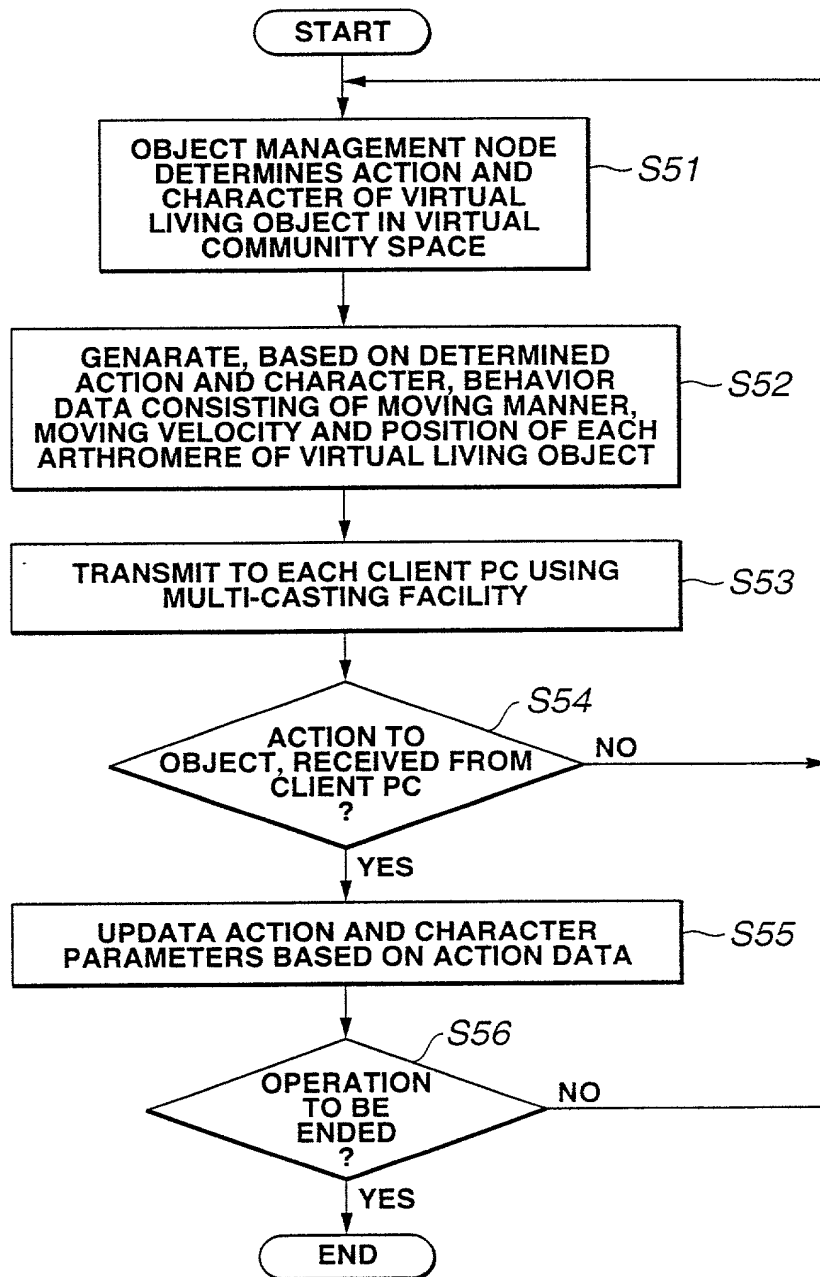 START
OBJECT MANAGEMENT NODE
DETERMINES ACTION AND
CHARACTER OF VIRTUAL
LIVING OBJECT IN VIRTUAL
COMMUNITY SPACE
S51
GENARATE, BASED ON DETERMINED
ACTION AND CHARACTER, BEHAVIOR
DATA CONSISTING OF MOVING MANNER,
MOVING VELOCITY AND POSITION OF EACH
ARTHROMERE OF VIRTUAL LIVING OBJECT
S52
TRANSMIT TO EACH CLIENT PC USING
MULTI-CASTING FACILITY
S53
S54
ACTION TO
OBJECT, RECEIVED FROM
CLIENT PC
?
NO
YES
UPDATA ACTION AND CHARACTER
PARAMETERS BASED ON ACTION DATA
S55
S56
OPERATION
TO BE
ENDED
?
NO
YES
END